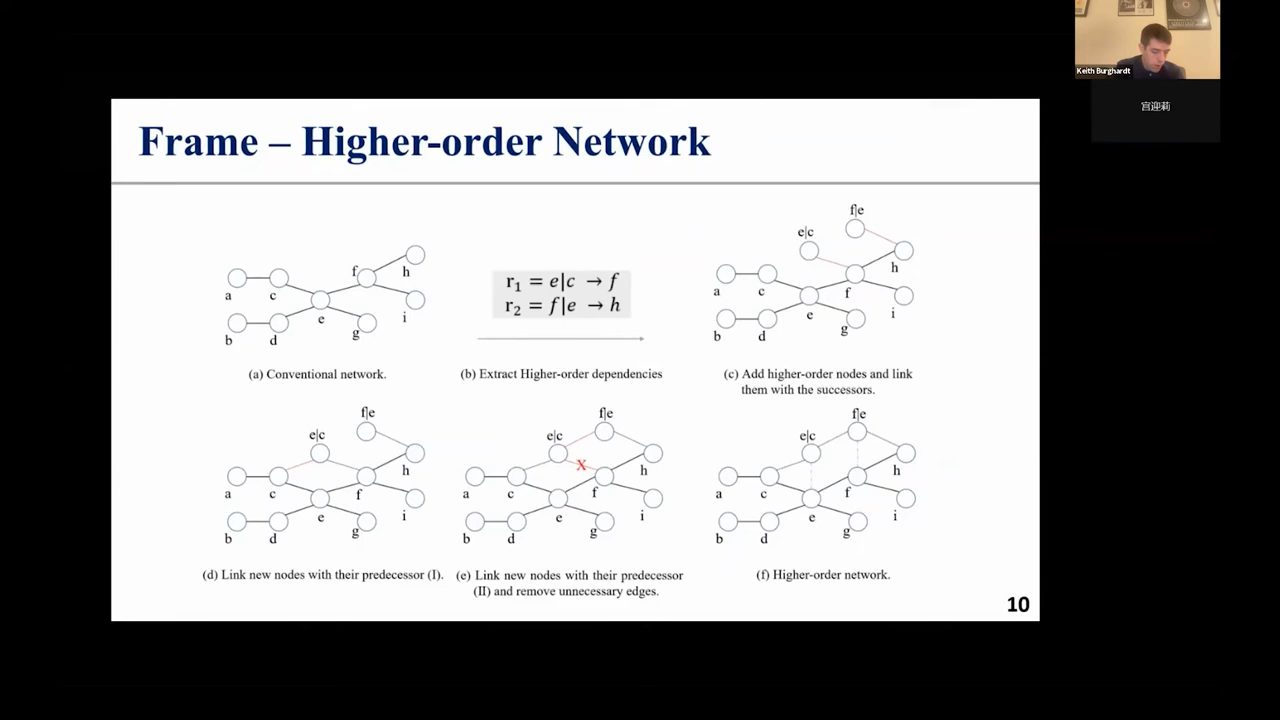 Keith Burghardt
宫迎莉
Frame – Higher-order Network
f
h
a
c
e
i
b
d
g
(a) Conventional network.
r₁ = e|c → f
r₂ = f|e → h
(b) Extract Higher-order dependencies
f|e
e|c
h
a
c
f
e
i
b
d
g
(c) Add higher-order nodes and link
them with the successors.
f|e
e|c
h
a
c
f
e
i
b
d
g
(d) Link new nodes with their predecessor (I).
f|e
e|c
X
h
a
c
f
e
i
b
d
g
(e) Link new nodes with their predecessor
(II) and remove unnecessary edges.
f|e
e|c
h
a
c
f
e
i
b
d
g
(f) Higher-order network.
10